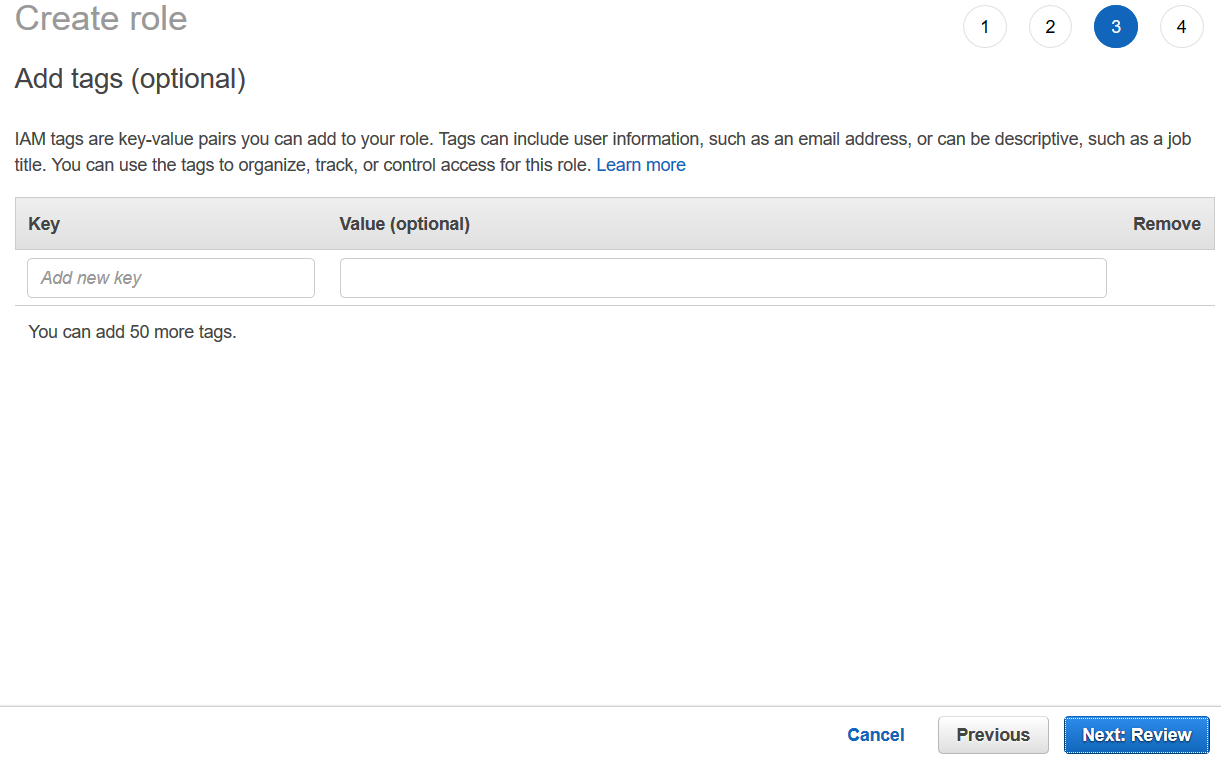 Create role
1 2 3 4
Add tags (optional)
IAM tags are key-value pairs you can add to your role. Tags can include user information, such as an email address, or can be descriptive, such as a job
title. You can use the tags to organize, track, or control access for this role. Learn more
Key Value (optional) Remove
Add new key
You can add 50 more tags.
Cancel Previous Next: Review